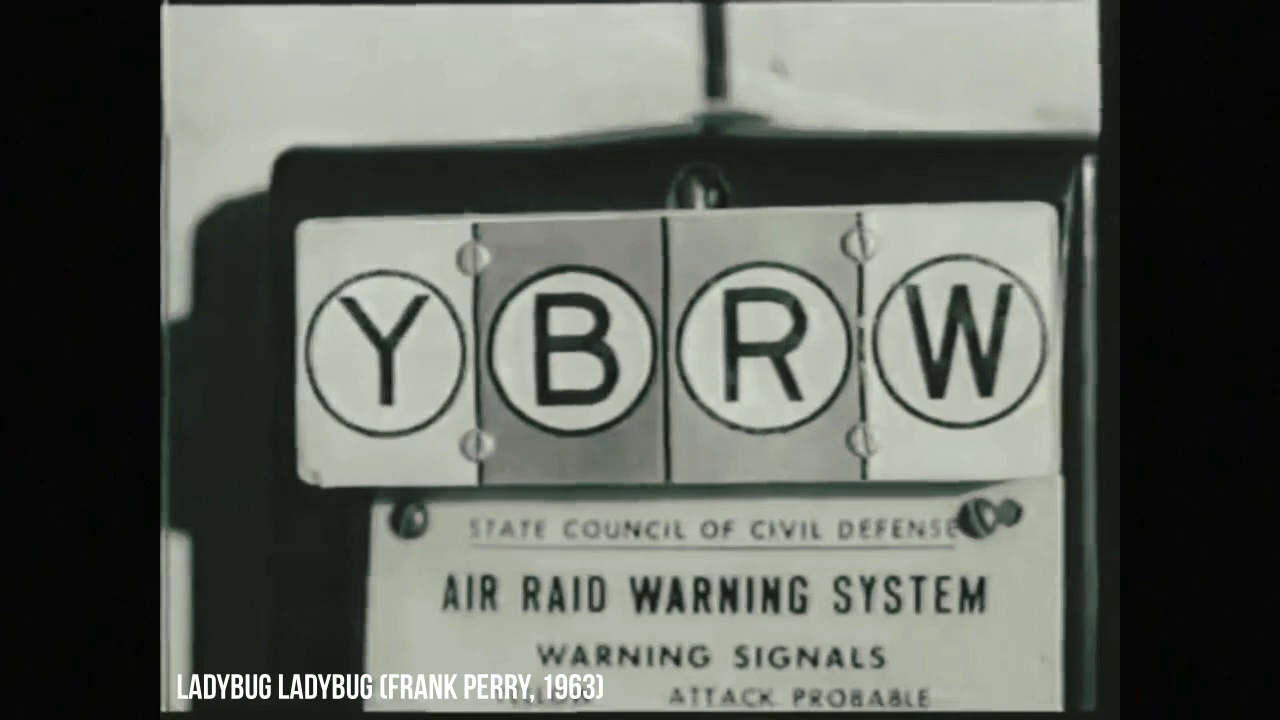 Y B R W
STATE COUNCIL OF CIVIL DEFENSE
AIR RAID WARNING SYSTEM
WARNING SIGNALS
ATTACK PROBABLE
LADYBUG LADYBUG (FRANK PERRY, 1963)